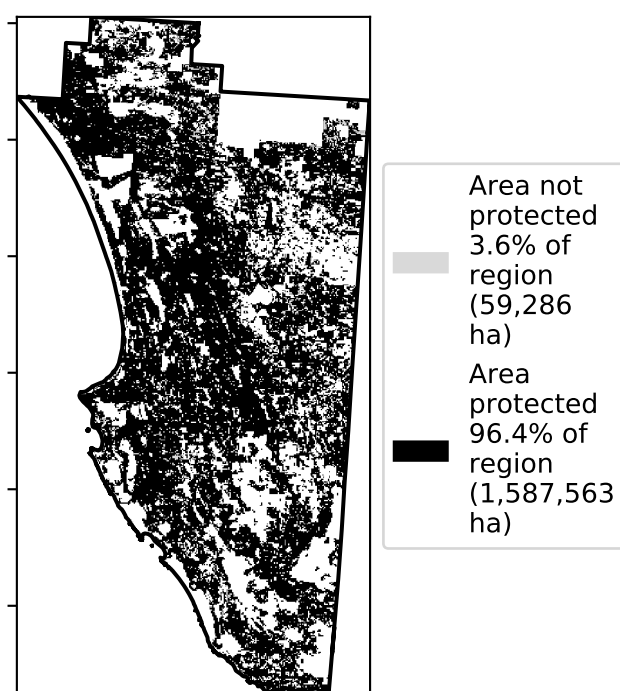 Area not
protected
3.6% of
region
(59,286
ha)
Area
protected
96.4% of
region
(1,587,563
ha)